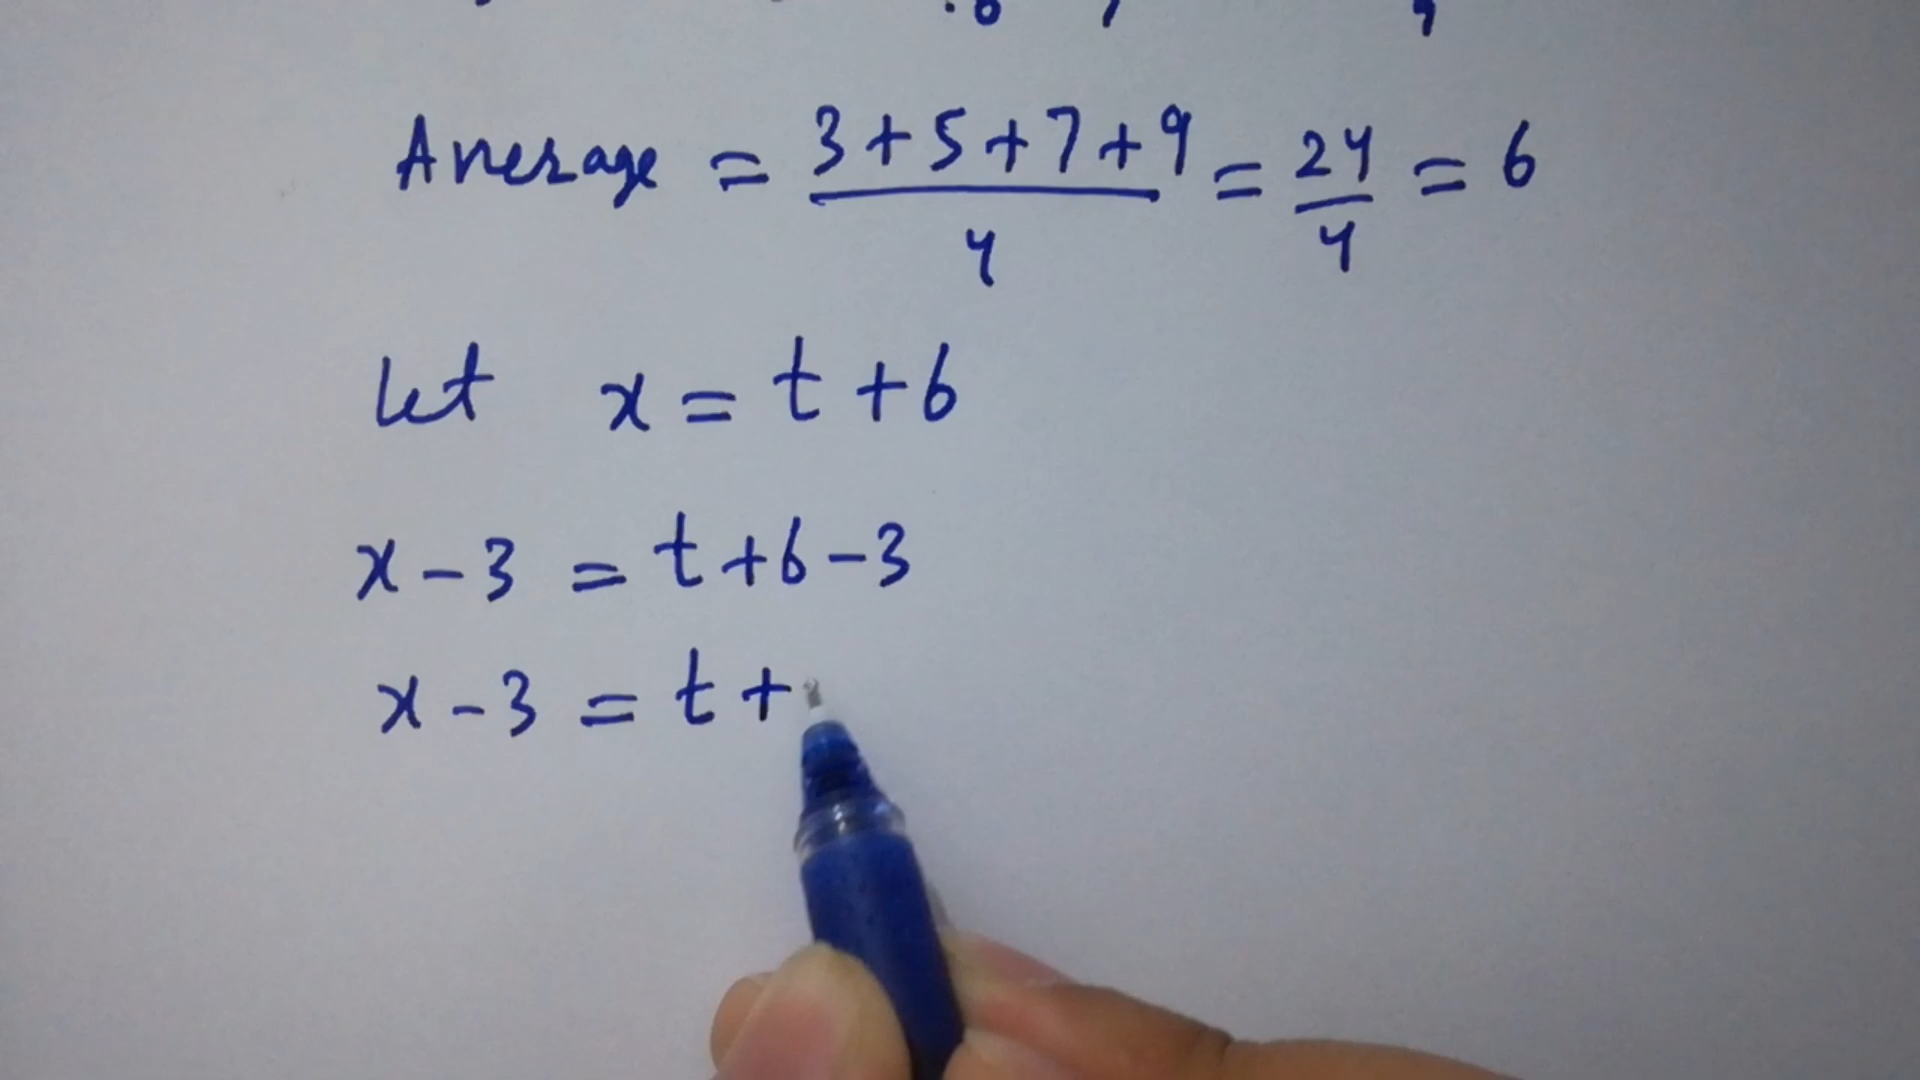 Average = 3+5+7+9/4 = 24/4 = 6
Let x = t + 6
x - 3 = t + 6 - 3
x - 3 = t +